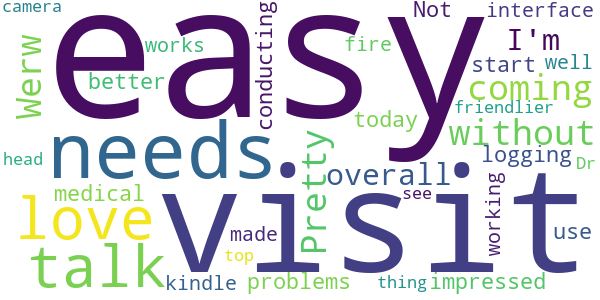 camera
easy
conducting
Not
interface
I'm
Werw
works
fire
start
well
better
coming
friendlier
today
without
needs
Pretty
logging
head
visit
overall
Dr
medical
see
working
love
made
use
talk
top
kindle
problems
thing
impressed